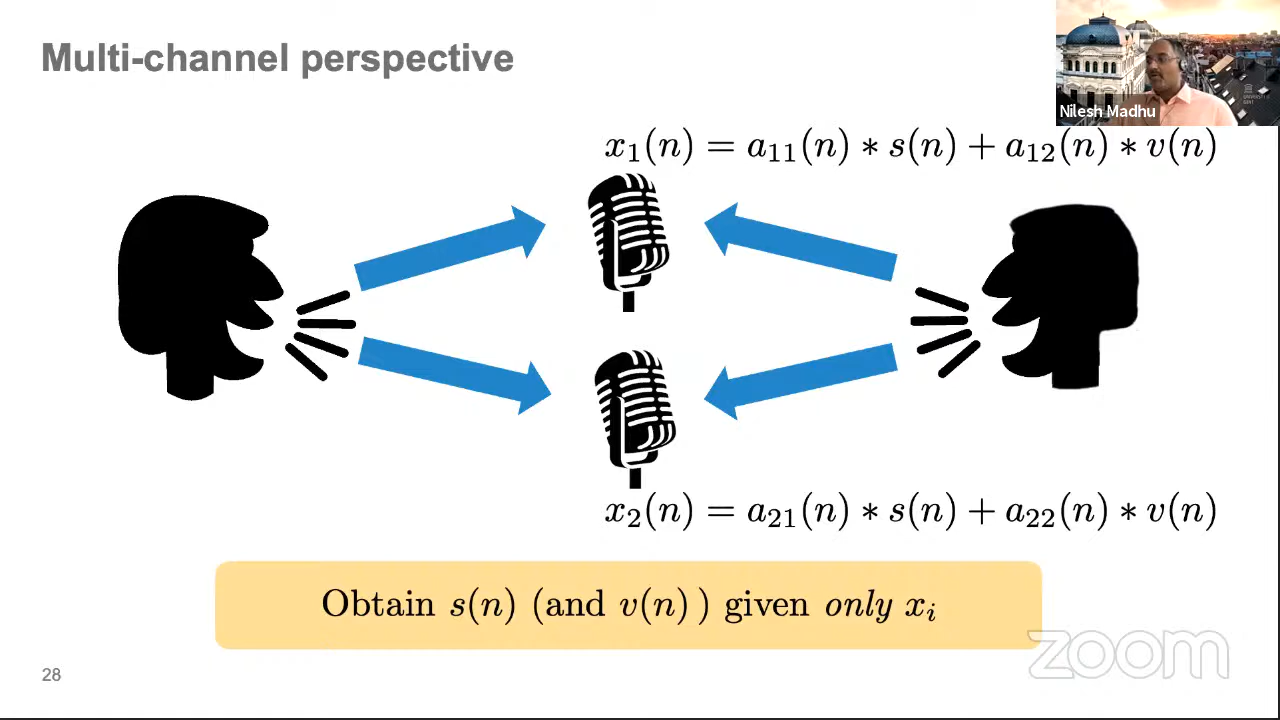 Multi-channel perspective
Nilesh Madhu
x₁(n) = a₁₁(n) ∗ s(n) + a₁₂(n) ∗ v(n)
x₂(n) = a₂₁(n) ∗ s(n) + a₂₂(n) ∗ v(n)
Obtain s(n) (and v(n) ) given only xᵢ
28
zoom